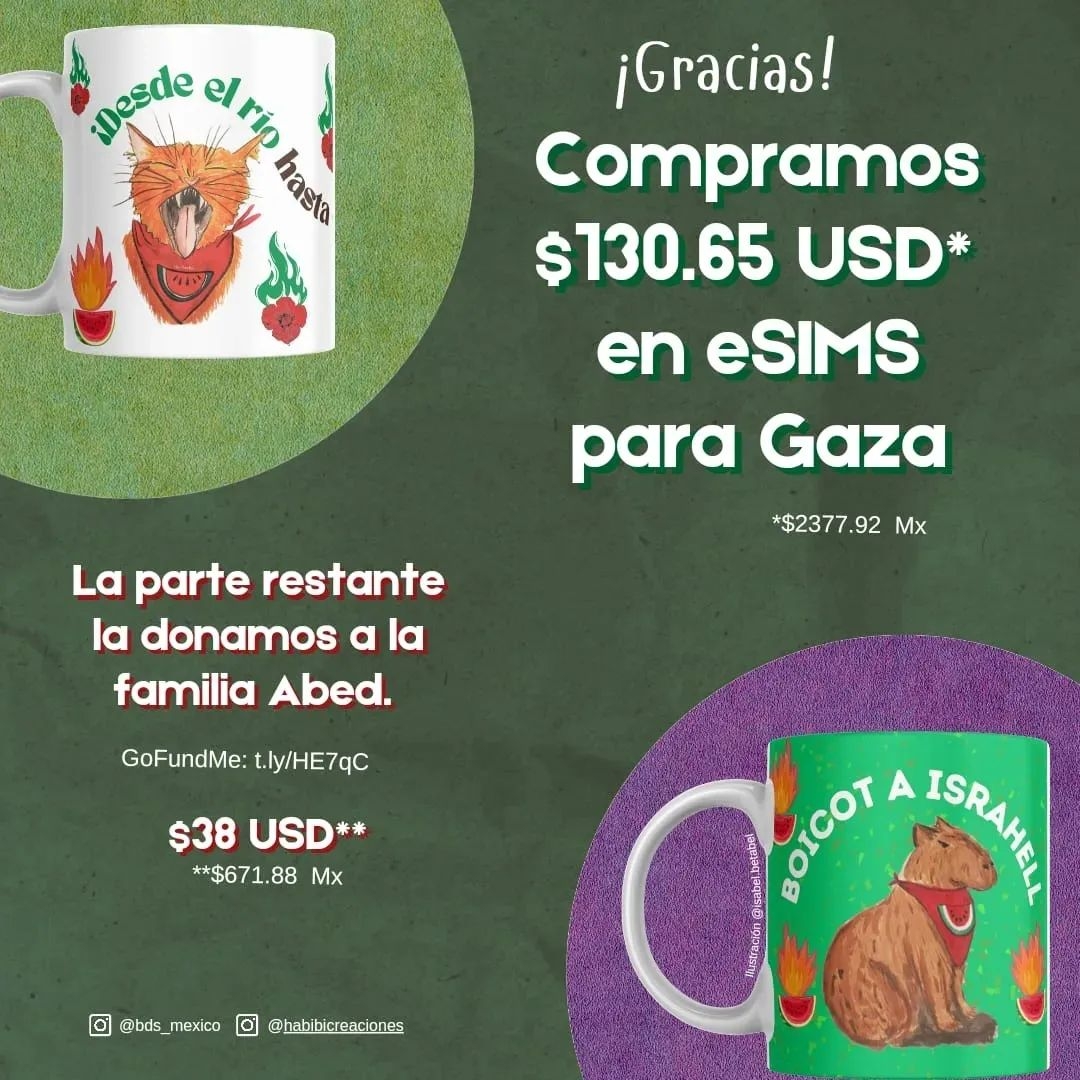 ¡Desde el río hasta
¡Gracias!
Compramos
$130.65 USD*
en eSIMS
para Gaza
*$2377.92 Mx
La parte restante
la donamos a la
familia Abed.
GoFundMe: t.ly/HE7qC
$38 USD**
**$671.88 Mx
BOICOT A ISRAHELL
Ilustración @isabel.betabel
@bds_mexico @habibicreaciones